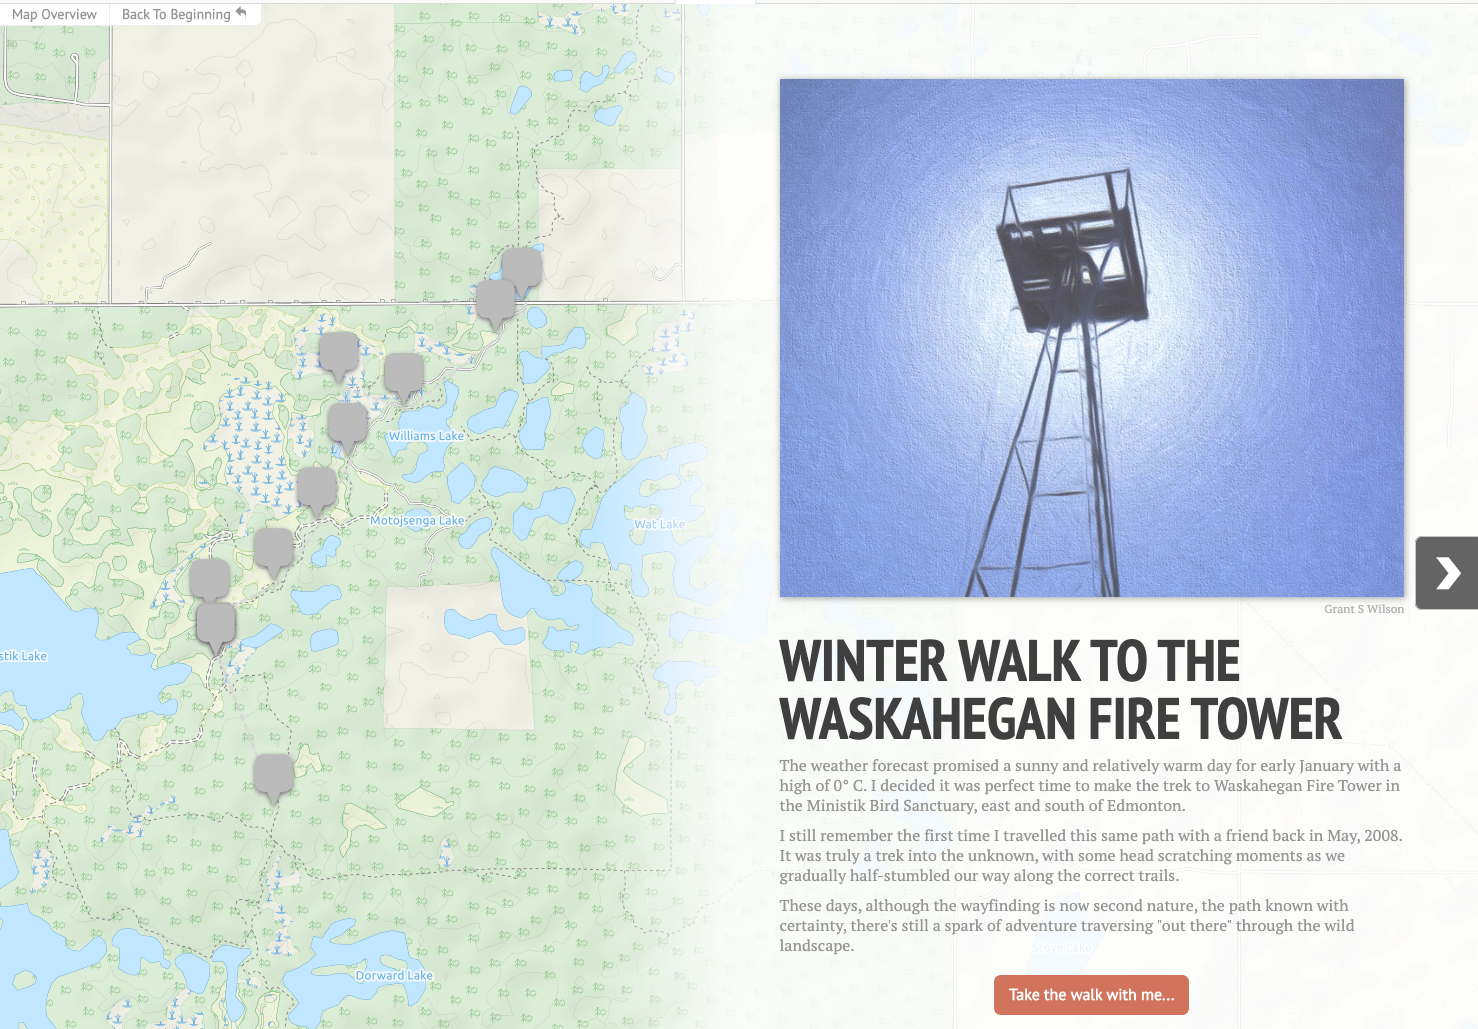 Map Overview
Back To Beginning
Williams Lake
Motojsenga Lake
Wat Lake
stik Lake
Dorward Lake
Grant S Wilson
WINTER WALK TO THE
WASKAHEGAN FIRE TOWER
The weather forecast promised a sunny and relatively warm day for early January with a
high of 0° C. I decided it was perfect time to make the trek to Waskahegan Fire Tower in
the Ministik Bird Sanctuary, east and south of Edmonton.
I still remember the first time I travelled this same path with a friend back in May, 2008.
It was truly a trek into the unknown, with some head scratching moments as we
gradually half-stumbled our way along the correct trails.
These days, although the wayfinding is now second nature, the path known with
certainty, there's still a spark of adventure traversing "out there" through the wild
landscape.
Take the walk with me...